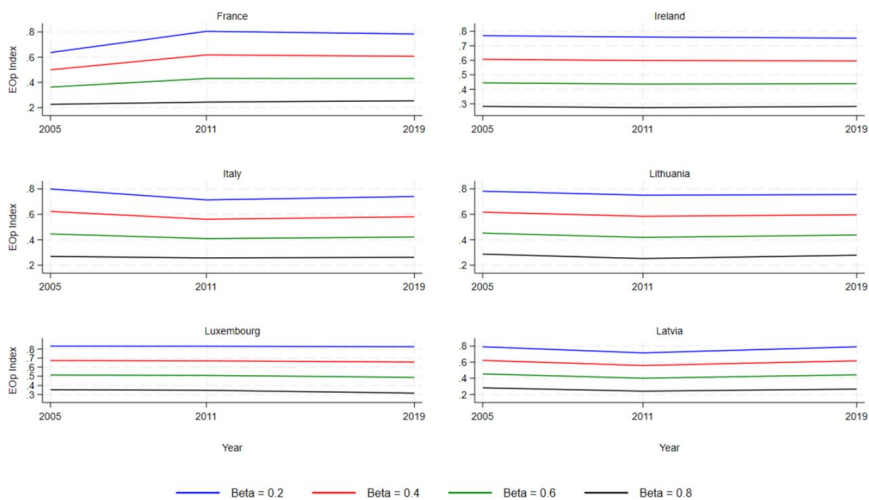 France
EOp Index
.8
.6
.4
.2
2005 2011 2019
Ireland
.8
.7
.6
.5
.4
.3
2005 2011 2019
Italy
EOp Index
.8
.6
.4
.2
2005 2011 2019
Lithuania
.8
.6
.4
.2
2005 2011 2019
Luxembourg
EOp Index
.8
.7
.6
.5
.4
.3
2005 2011 2019
Year
Latvia
.8
.6
.4
.2
2005 2011 2019
Year
Beta = 0.2 Beta = 0.4 Beta = 0.6 Beta = 0.8